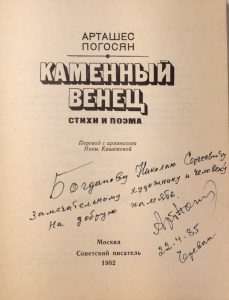 АРТАШЕС
ПОГОСЯН
КАМЕННЫЙ
ВЕНЕЦ
СТИХИ И ПОЭМА
Перевод с армянского
Инны Кашежевой
Богданову Николаю Сергеевичу
Замечательному художнику и человеку
На добрую память.
22.4.85
Ереван
Москва
Советский писатель
1982